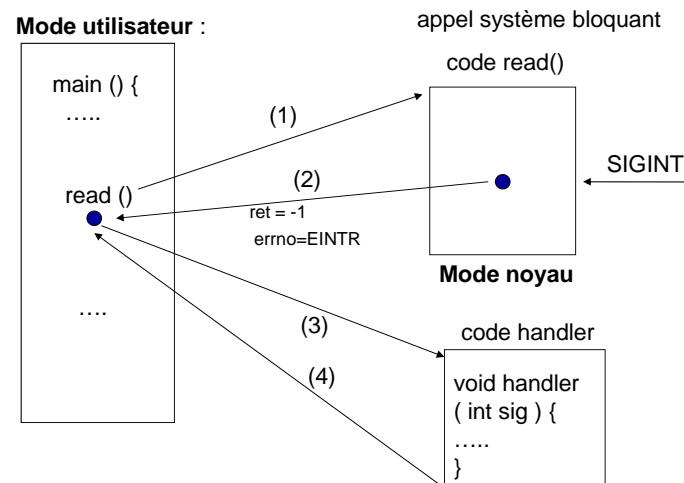 Mode utilisateur :
appel système bloquant
code read()
main () {
.....
(1)
SIGINT
read ()
(2)
ret = -1
errno=EINTR
Mode noyau
....
(3)
code handler
(4)
void handler
( int sig ) {
.....
}